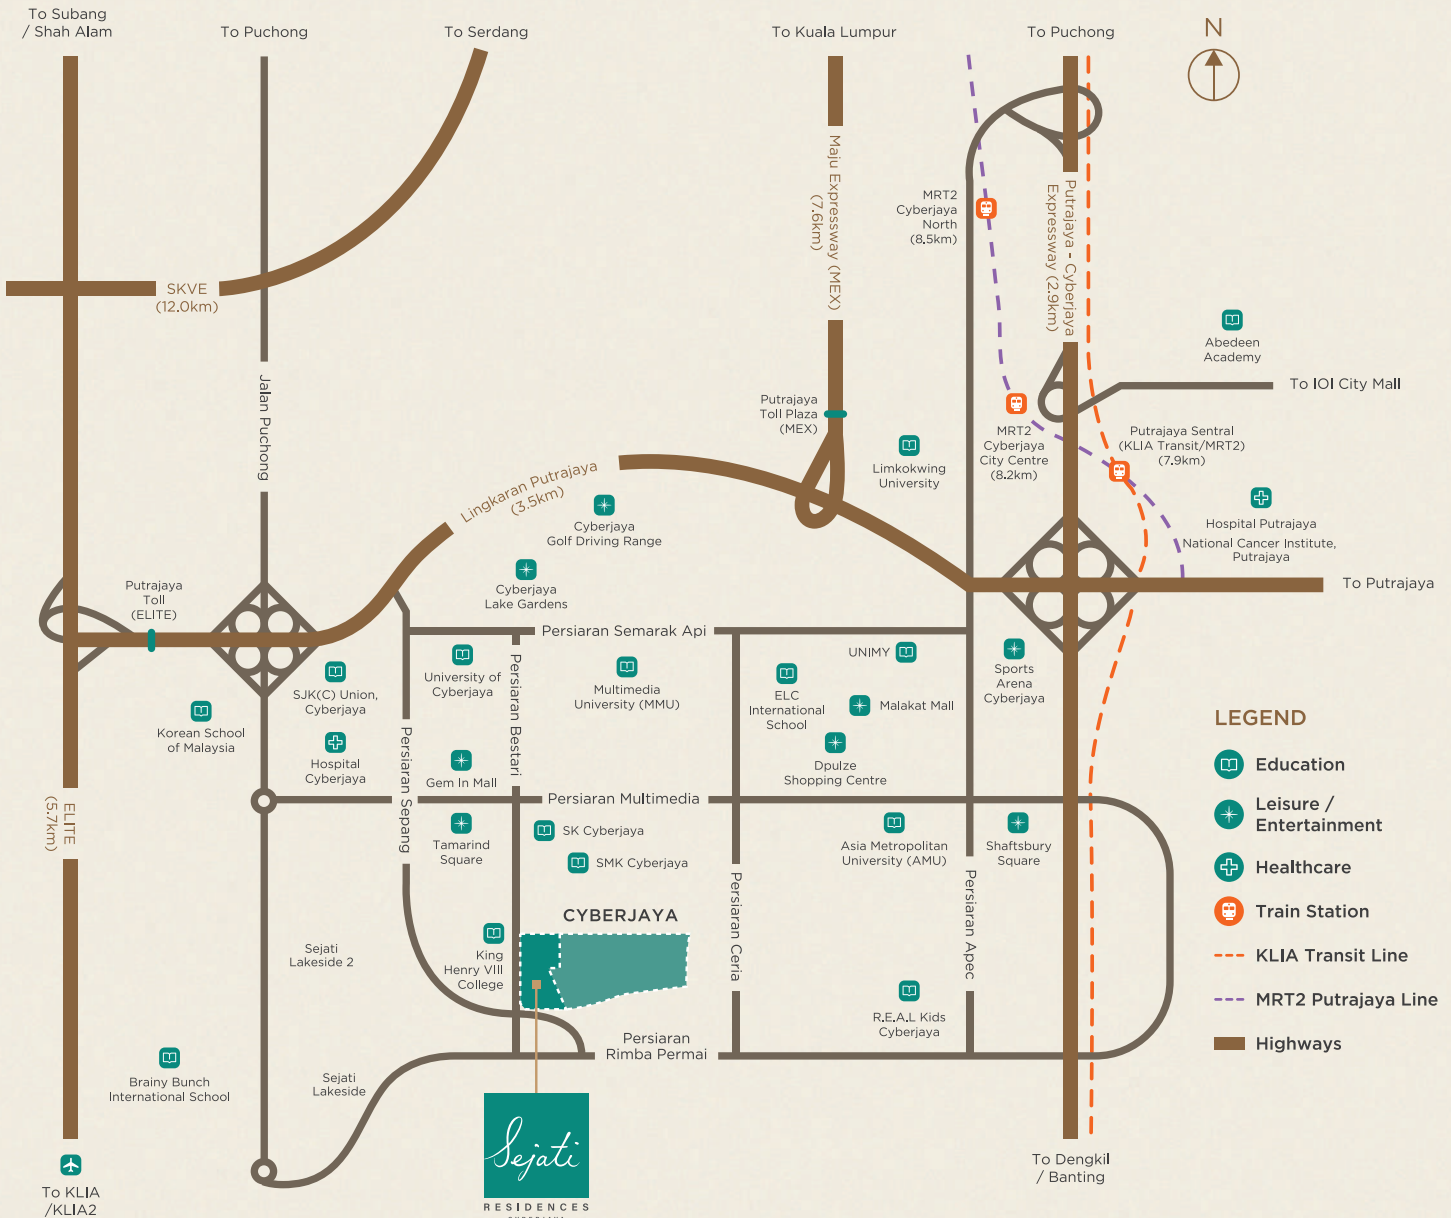 To Subang
/ Shah Alam
To Puchong
To Serdang
To Kuala Lumpur
To Puchong
N
Maju Expressway (MEX)
(7.6km)
MRT2
Cyberjaya
North
(8.5km)
Putrajaya - Cyberjaya
Expressway (2.9km)
SKVE
(12.0km)
Abedeen
Academy
To IOI City Mall
Jalan Puchong
Putrajaya
Toll Plaza
(MEX)
MRT2
Cyberjaya
City Centre
(8.2km)
Putrajaya Sentral
(KLIA Transit/MRT2)
(7.9km)
Limkokwing
University
Lingkaran Putrajaya
(3.5km)
Cyberjaya
Golf Driving Range
Hospital Putrajaya
National Cancer Institute,
Putrajaya
Cyberjaya
Lake Gardens
Putrajaya
Toll
(ELITE)
To Putrajaya
Persiaran Semarak Api
University of
Cyberjaya
Persiaran Bestari
Multimedia
University (MMU)
UNIMY
Sports
Arena
Cyberjaya
ELC
International
School
Malakat Mall
SJK(C) Union,
Cyberjaya
Korean School
of Malaysia
Hospital
Cyberjaya
Persiaran Sepang
Gem In Mall
Dpulze
Shopping Centre
Persiaran Multimedia
ELITE
(5.7km)
Tamarind
Square
SK Cyberjaya
SMK Cyberjaya
Asia Metropolitan
University (AMU)
Shaftsbury
Square
Persiaran Ceria
Persiaran Apec
CYBERJAYA
Sejati
Lakeside 2
King
Henry VIII
College
R.E.A.L Kids
Cyberjaya
Persiaran
Rimba Permai
Brainy Bunch
International School
Sejati
Lakeside
Sejati
RESIDENCES
To KLIA
/KLIA2
To Dengkil
/ Banting
LEGEND
Education
Leisure /
Entertainment
Healthcare
Train Station
KLIA Transit Line
MRT2 Putrajaya Line
Highways